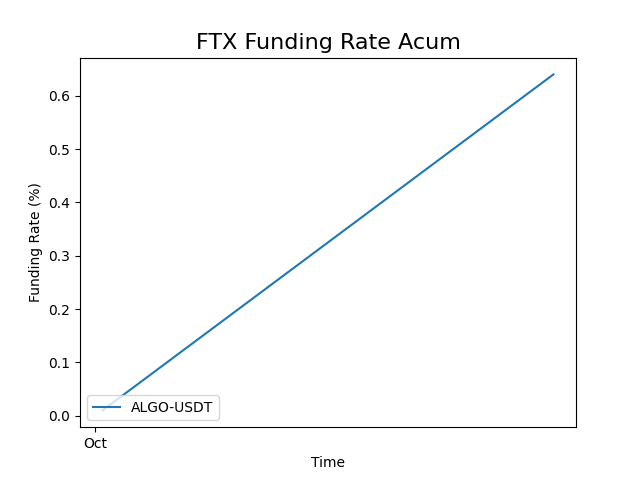 FTX Funding Rate Acum
Funding Rate (%)
0.6
0.5
0.4
0.3
0.2
0.1
0.0
ALGO-USDT
Oct
Time